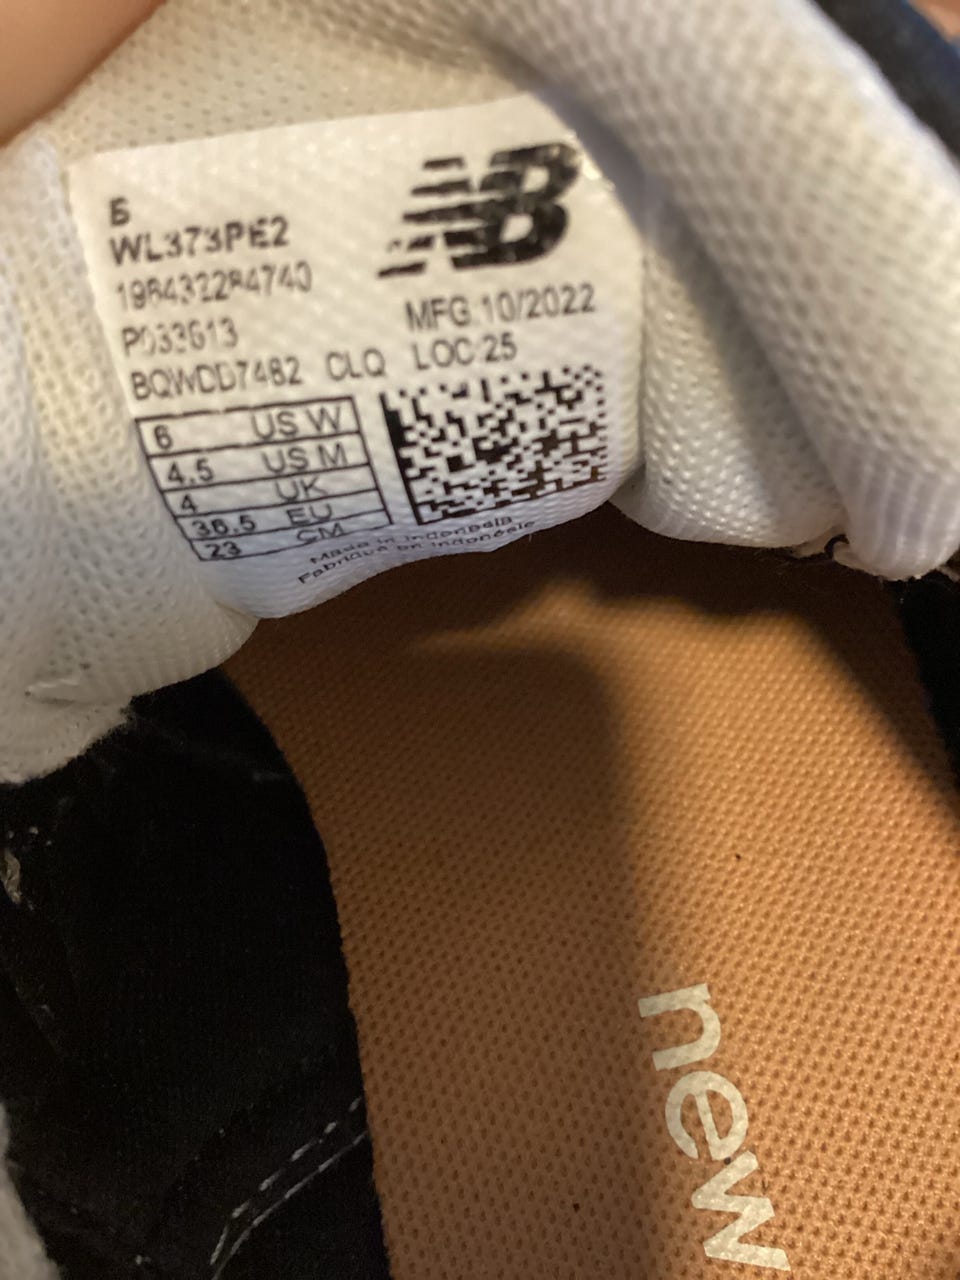 B
WL373PE2
196432284740
MFG 10/2022
P033613
BQWDD7482 CLQ LOC:25
6 US W
4.5 US M
4 UK
36.5 EU
23 CM
Made in Indonesia
Fabriqué en Indonésie
NB
new